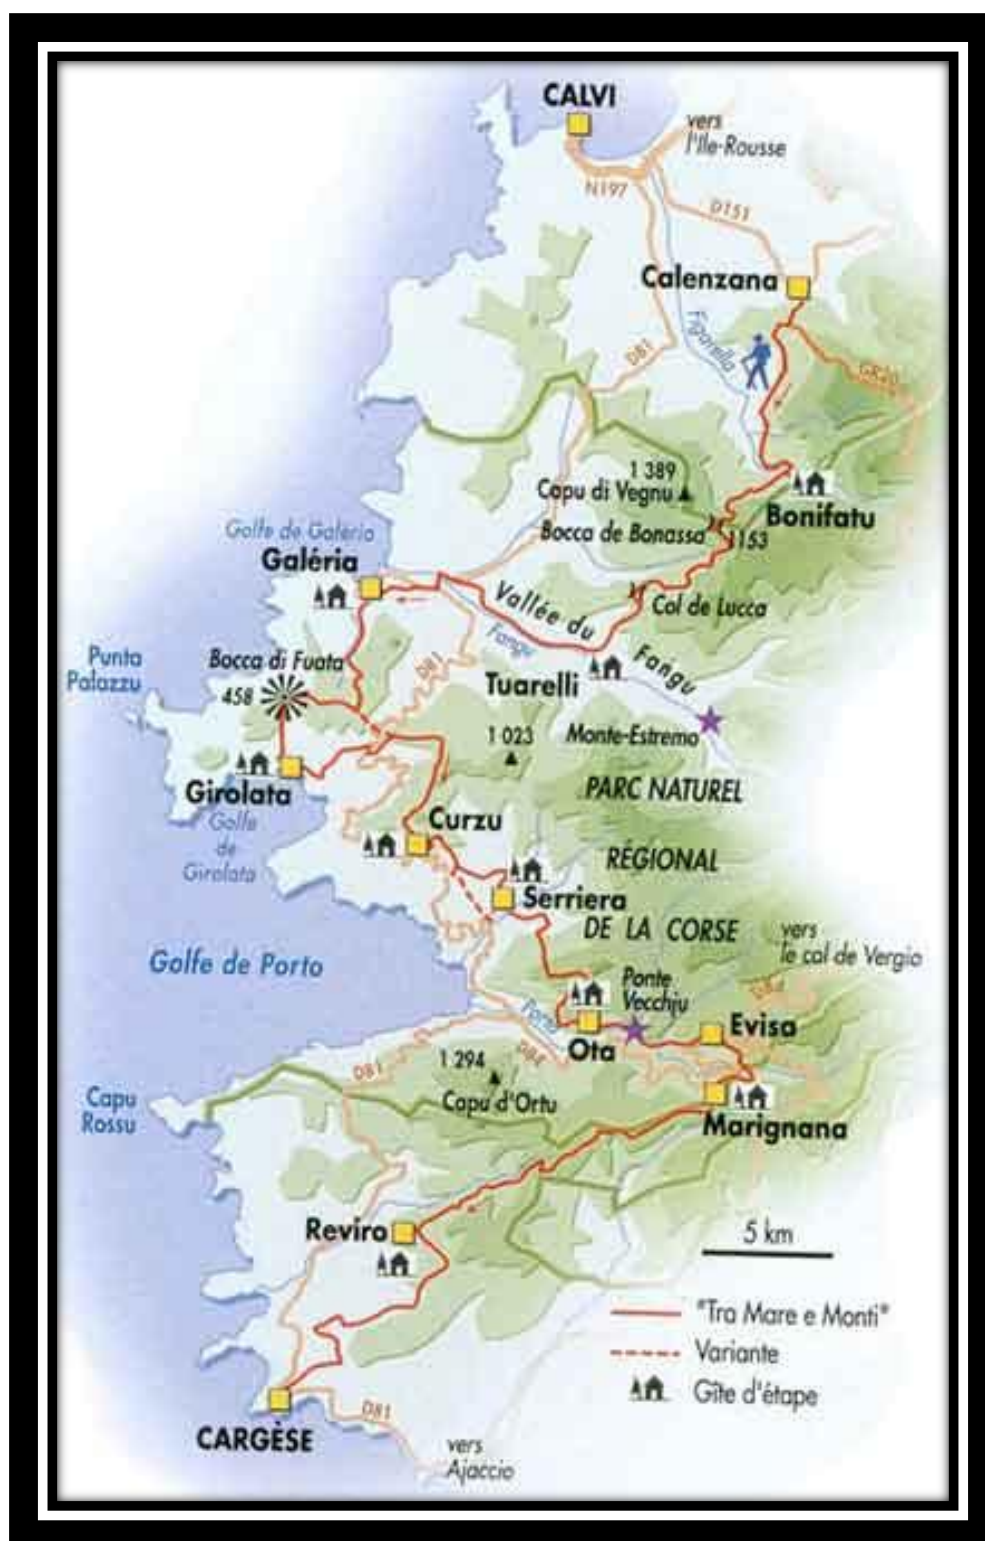 CALVI
vers
l'Ile-Rousse
N197
D151
Calenzana
Figarella
D81
GR20
1 389
Capu di Vegnu
Bonifatu
Bocca de Bonassa
1153
Golfe de Galéria
Galéria
Vallée du
Fangu
Col de Lucca
Fangu
Punta
Palazzu
Bocca di Fuata
458
D81
Tuarelli
1 023
Monte-Estremo
Girolata
PARC NATUREL
Golfe
de
Girolata
Curzu
RÉGIONAL
Serriera
DE LA CORSE
vers
le col de Vergio
Golfe de Porto
Ponte
Vecchju
D84
Porto
Ota
Evisa
D81
D84
1 294
Capu d'Ortu
Capu
Rossu
Marignana
Reviro
5 km
"Tra Mare e Monti"
Variante
Gîte d'étape
D81
CARGÈSE
vers
Ajaccio